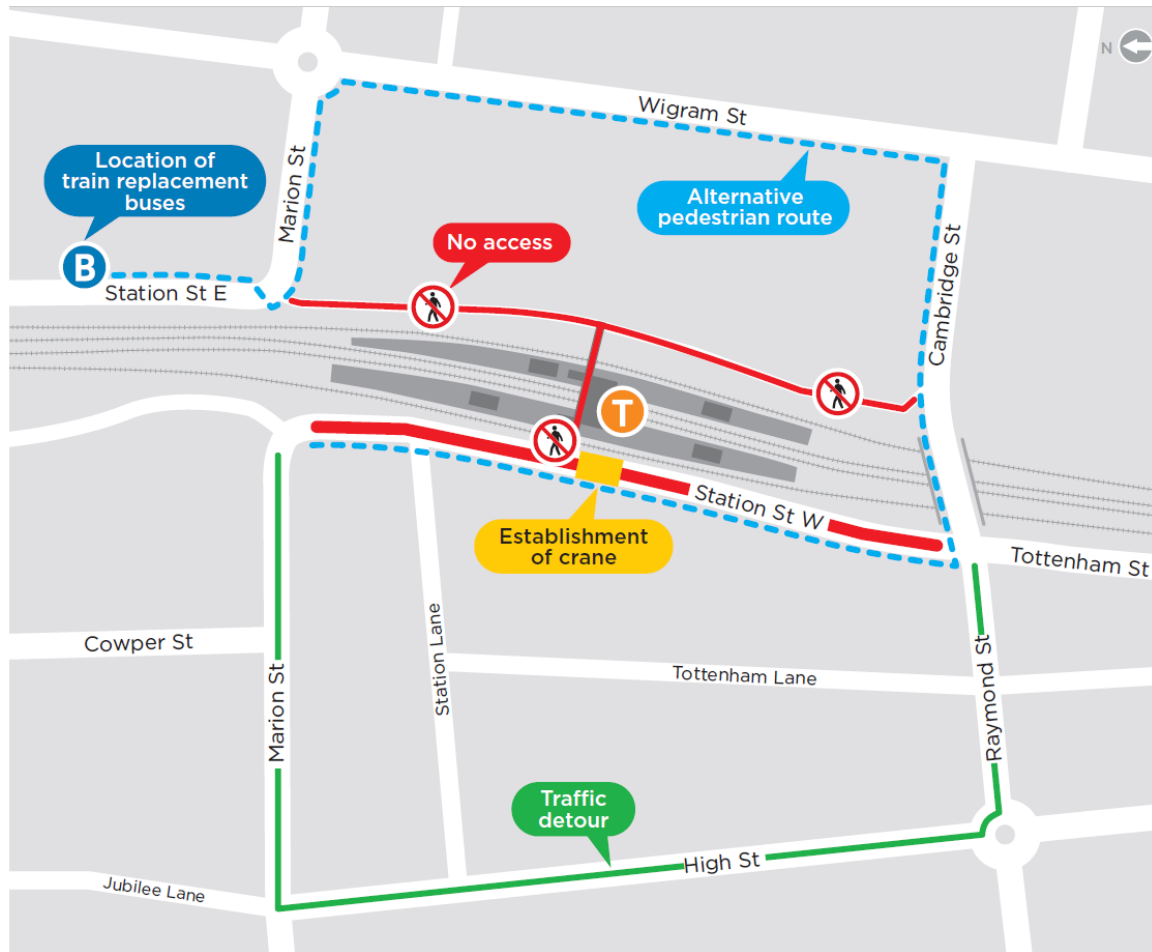 N
Wigram St
Location of
train replacement
buses
Marion St
Alternative
pedestrian route
No access
B
Station St E
Cambridge St
T
Station St W
Establishment
of crane
Tottenham St
Cowper St
Station Lane
Tottenham Lane
Marion St
Raymond St
Traffic
detour
High St
Jubilee Lane